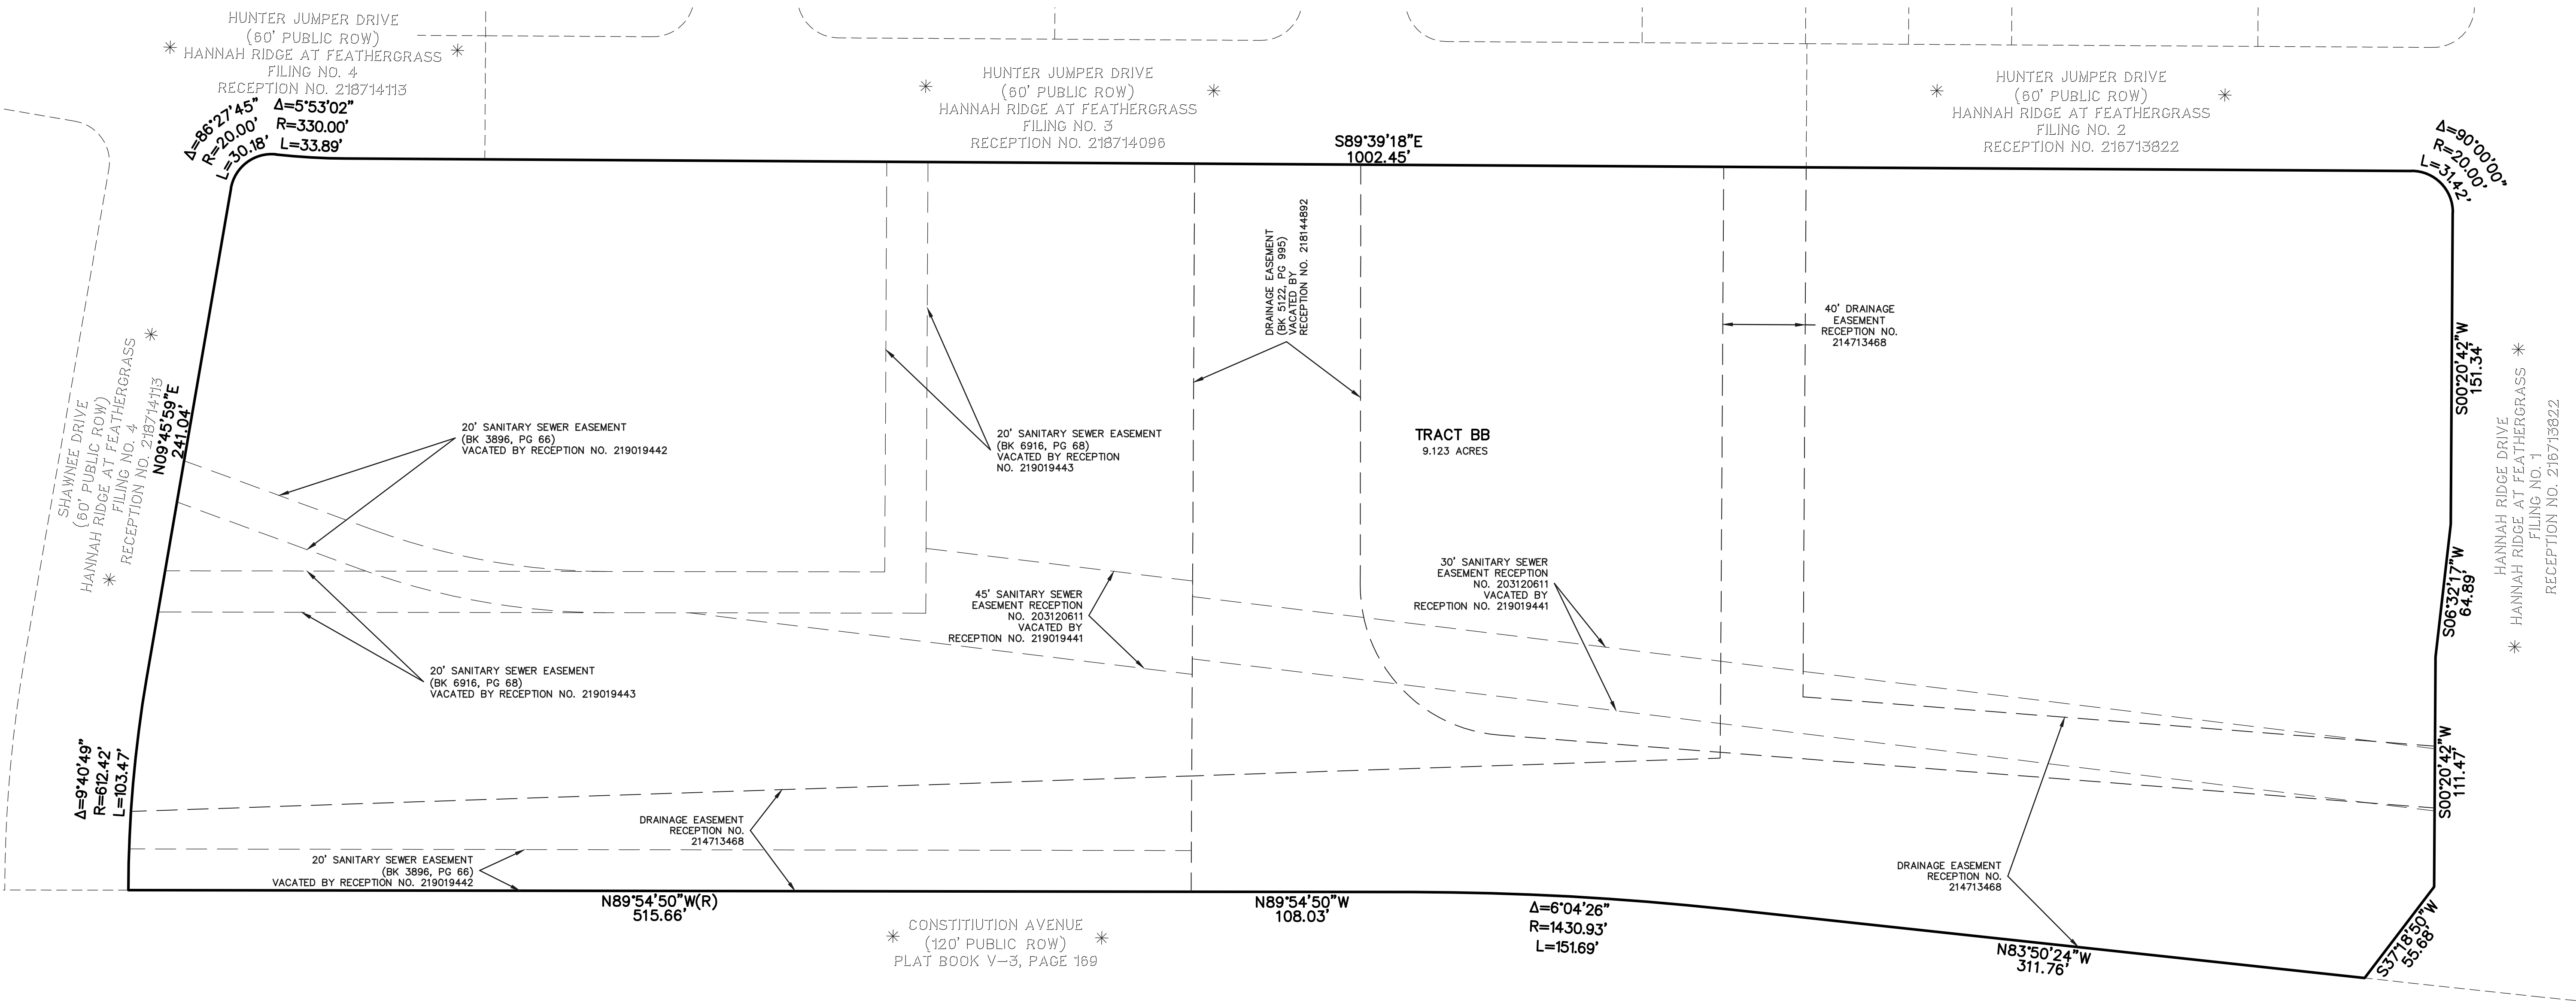 HUNTER JUMPER DRIVE
(60' PUBLIC ROW)
* HANNAH RIDGE AT FEATHERGRASS *
FILING NO. 4
RECEPTION NO. 218714113
HUNTER JUMPER DRIVE
(60' PUBLIC ROW)
* HANNAH RIDGE AT FEATHERGRASS *
FILING NO. 3
RECEPTION NO. 218714096
HUNTER JUMPER DRIVE
(60' PUBLIC ROW)
* HANNAH RIDGE AT FEATHERGRASS *
FILING NO. 2
RECEPTION NO. 216713822
Δ=86°27'45"
R=20.00'
L=30.18'
Δ=5°53'02"
R=330.00'
L=33.89'
S89°39'18"E
1002.45'
Δ=90°00'00"
R=20.00'
L=31.42'
DRAINAGE EASEMENT
(BK 5122, PG 995)
VACATED BY
RECEPTION NO. 218144892
40' DRAINAGE
EASEMENT
RECEPTION NO.
214713468
S00°20'42"W
151.34'
SHAWNEE DRIVE
(60' PUBLIC ROW)
* HANNAH RIDGE AT FEATHERGRASS *
FILING NO. 4
RECEPTION NO. 218714113
N09°45'59"E
241.04'
20' SANITARY SEWER EASEMENT
(BK 3896, PG 66)
VACATED BY RECEPTION NO. 219019442
20' SANITARY SEWER EASEMENT
(BK 6916, PG 68)
VACATED BY RECEPTION
NO. 219019443
TRACT BB
9.123 ACRES
HANNAH RIDGE DRIVE
* HANNAH RIDGE AT FEATHERGRASS *
FILING NO. 1
RECEPTION NO. 216713822
45' SANITARY SEWER
EASEMENT RECEPTION
NO. 203120611
VACATED BY
RECEPTION NO. 219019441
30' SANITARY SEWER
EASEMENT RECEPTION
NO. 203120611
VACATED BY
RECEPTION NO. 219019441
S06°32'17"W
64.89'
20' SANITARY SEWER EASEMENT
(BK 6916, PG 68)
VACATED BY RECEPTION NO. 219019443
Δ=9°40'49"
R=612.42'
L=103.47'
S00°20'42"W
111.47'
DRAINAGE EASEMENT
RECEPTION NO.
214713468
20' SANITARY SEWER EASEMENT
(BK 3896, PG 66)
VACATED BY RECEPTION NO. 219019442
DRAINAGE EASEMENT
RECEPTION NO.
214713468
N89°54'50"W(R)
515.66'
N89°54'50"W
108.03'
Δ=6°04'26"
R=1430.93'
L=151.69'
N83°50'24"W
311.76'
S37°18'50"W
55.68'
CONSTITIUTION AVENUE
* (120' PUBLIC ROW) *
PLAT BOOK V-3, PAGE 169